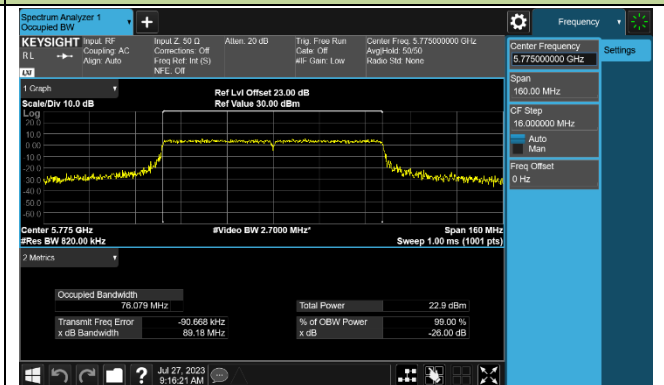 Spectrum Analyzer 1
Occupied BW
+
Frequency
KEYSIGHT
RL
LXI
Input: RF
Coupling: AC
Align: Auto
Input Z: 50 Ω
Corrections: Off
Freq Ref: Int (S)
NFE: Off
Atten: 20 dB
Trig: Free Run
Gate: Off
#IF Gain: Low
Center Freq: 5.775000000 GHz
Avg|Hold: 50/50
Radio Std: None
Center Frequency
5.775000000 GHz
Settings
Span
160.00 MHz
CF Step
16.000000 MHz
Auto
Man
Freq Offset
0 Hz
1 Graph
Scale/Div 10.0 dB
Ref Lvl Offset 23.00 dB
Ref Value 30.00 dBm
Log
20.0
10.0
0.00
-10.0
-20.0
-30.0
-40.0
-50.0
-60.0
Center 5.775 GHz
#Res BW 820.00 kHz
#Video BW 2.7000 MHz*
Span 160 MHz
Sweep 1.00 ms (1001 pts)
2 Metrics
Occupied Bandwidth
76.079 MHz
Total Power 22.9 dBm
Transmit Freq Error -90.668 kHz
% of OBW Power 99.00 %
x dB Bandwidth 89.18 MHz
x dB -26.00 dB
?
Jul 27, 2023
9:16:21 AM